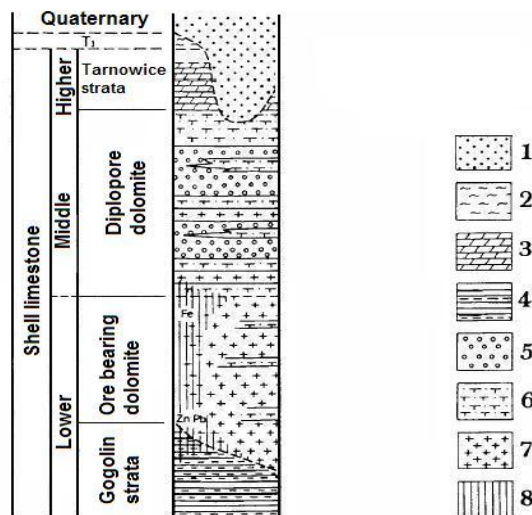 Quaternary
T₁
Shell limestone
Higher
Middle
Lower
Tarnowice
strata
Diplopore
dolomite
Ore bearing
dolomite
Gogolin
strata
Fe
Zn Pb
1
2
3
4
5
6
7
8